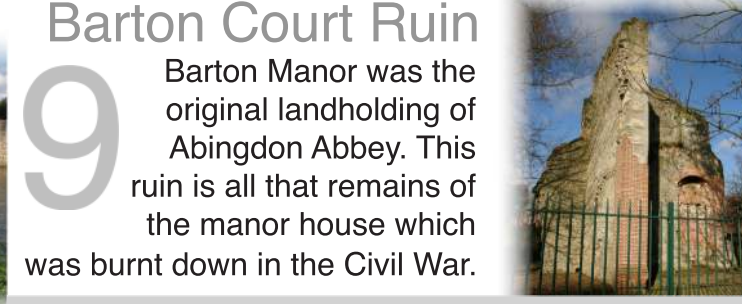 Barton Court Ruin
9
Barton Manor was the
original landholding of
Abingdon Abbey. This
ruin is all that remains of
the manor house which
was burnt down in the Civil War.